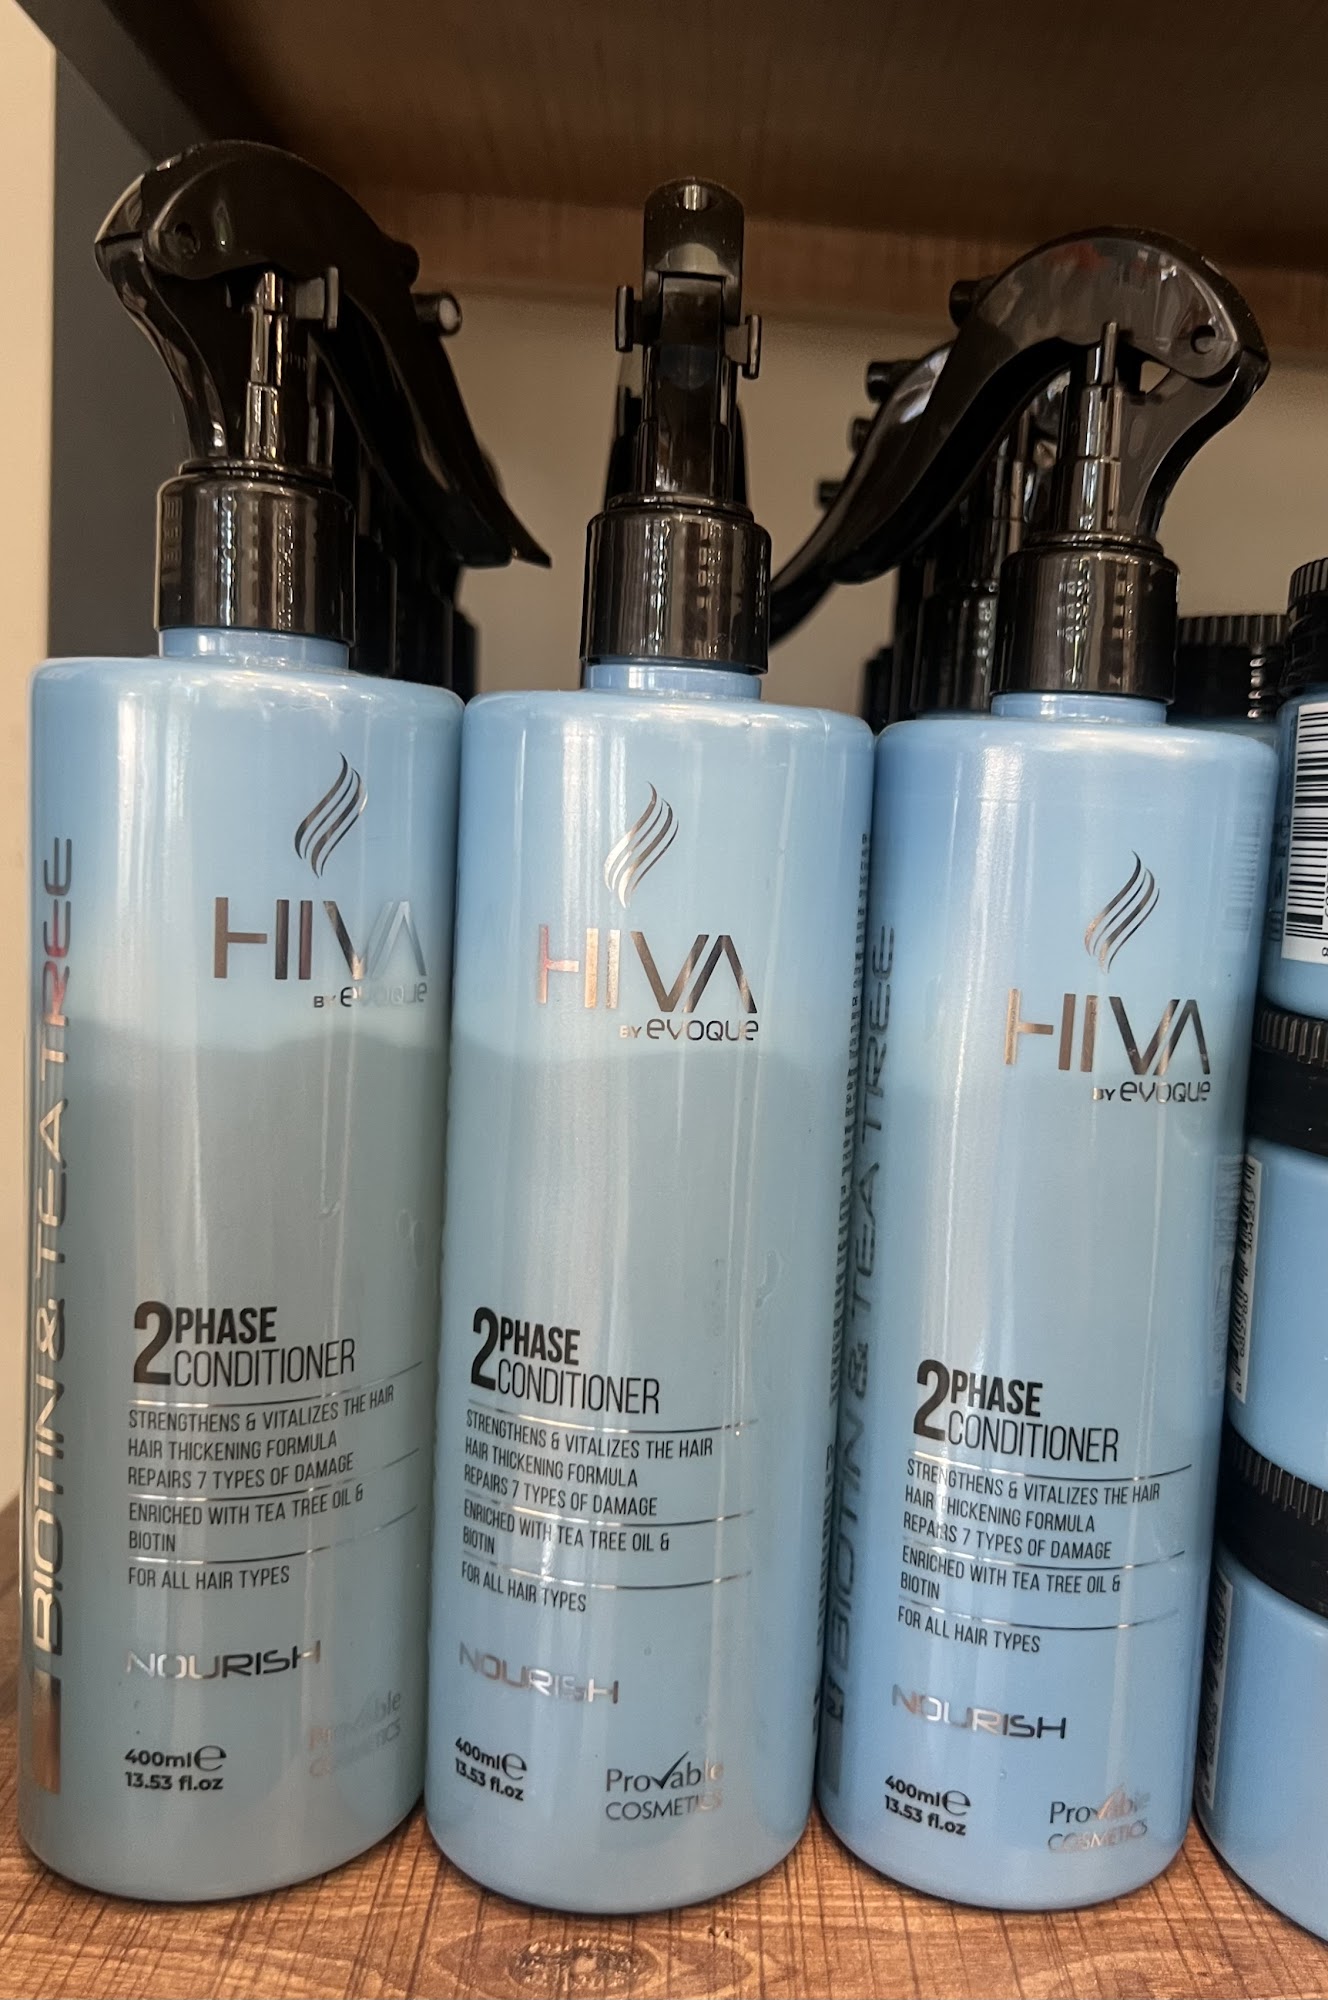 BIOTIN & TEA TREE
HIVA
BY evoque
2 PHASE
CONDITIONER
STRENGTHENS & VITALIZES THE HAIR
HAIR THICKENING FORMULA
REPAIRS 7 TYPES OF DAMAGE
ENRICHED WITH TEA TREE OIL &
BIOTIN
FOR ALL HAIR TYPES
NOURISH
400ml e
13.53 fl.oz
Provable
COSMETICS
HIVA
BY evoque
2 PHASE
CONDITIONER
STRENGTHENS & VITALIZES THE HAIR
HAIR THICKENING FORMULA
REPAIRS 7 TYPES OF DAMAGE
ENRICHED WITH TEA TREE OIL &
BIOTIN
FOR ALL HAIR TYPES
NOURISH
400ml e
13.53 fl.oz
Provable
COSMETICS
BIOTIN & TEA TREE
HIVA
BY evoque
2 PHASE
CONDITIONER
STRENGTHENS & VITALIZES THE HAIR
HAIR THICKENING FORMULA
REPAIRS 7 TYPES OF DAMAGE
ENRICHED WITH TEA TREE OIL &
BIOTIN
FOR ALL HAIR TYPES
NOURISH
400ml e
13.53 fl.oz
Provable
COSMETICS